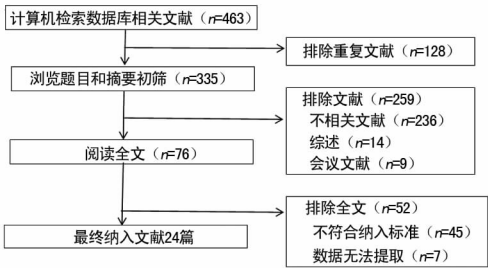 计算机检索数据库相关文献（n=463）
排除重复文献（n=128）
浏览题目和摘要初筛（n=335）
排除文献（n=259）
不相关文献（n=236）
综述（n=14）
会议文献（n=9）
阅读全文（n=76）
排除全文（n=52）
不符合纳入标准（n=45）
数据无法提取（n=7）
最终纳入文献24篇